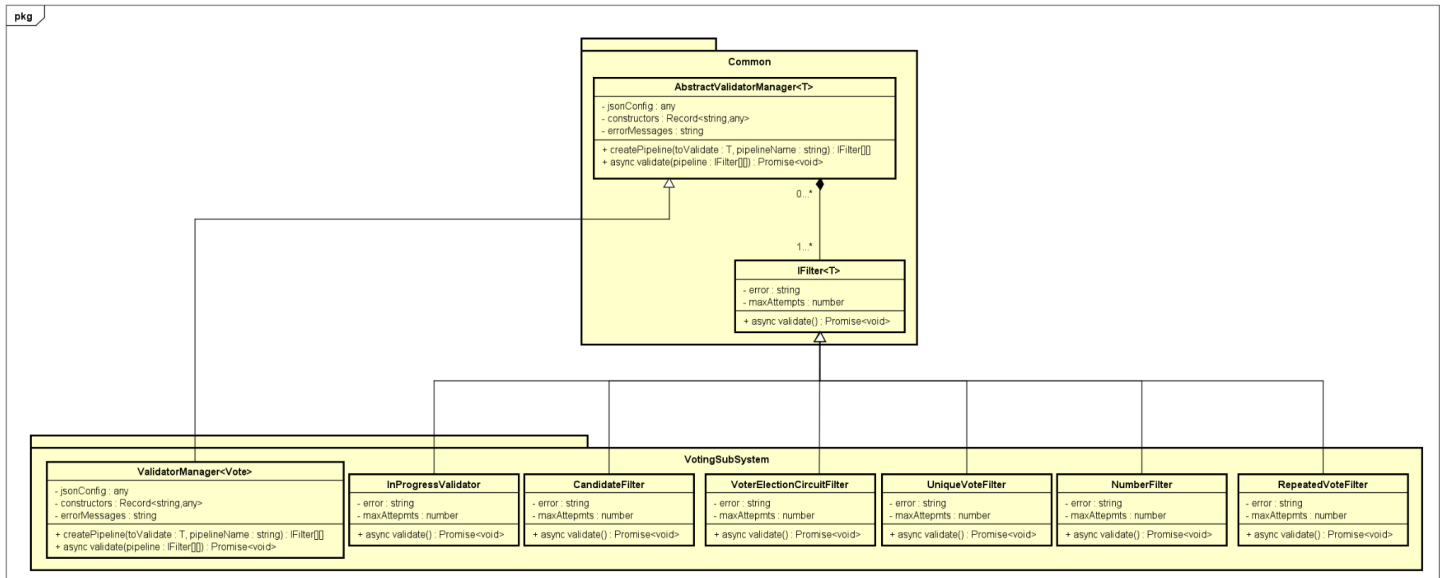 pkg
Common
AbstractValidatorManager<T>
- jsonConfig : any
- constructors : Record<string,any>
- errorMessages : string
+ createPipeline(toValidate : T, pipelineName : string) : IFilter[][]
+ async validate(pipeline : IFilter[][]) : Promise<void>
0...*
1...*
IFilter<T>
- error : string
- maxAttempts : number
+ async validate() : Promise<void>
VotingSubSystem
ValidatorManager<Vote>
- jsonConfig : any
- constructors : Record<string,any>
- errorMessages : string
+ createPipeline(toValidate : T, pipelineName : string) : IFilter[][]
+ async validate(pipeline : IFilter[][]) : Promise<void>
InProgressValidator
- error : string
- maxAttepmts : number
+ async validate() : Promise<void>
CandidateFilter
- error : string
- maxAttepmts : number
+ async validate() : Promise<void>
VoterElectionCircuitFilter
- error : string
- maxAttepmts : number
+ async validate() : Promise<void>
UniqueVoteFilter
- error : string
- maxAttepmts : number
+ async validate() : Promise<void>
NumberFilter
- error : string
- maxAttepmts : number
+ async validate() : Promise<void>
RepeatedVoteFilter
- error : string
- maxAttepmts : number
+ async validate() : Promise<void>